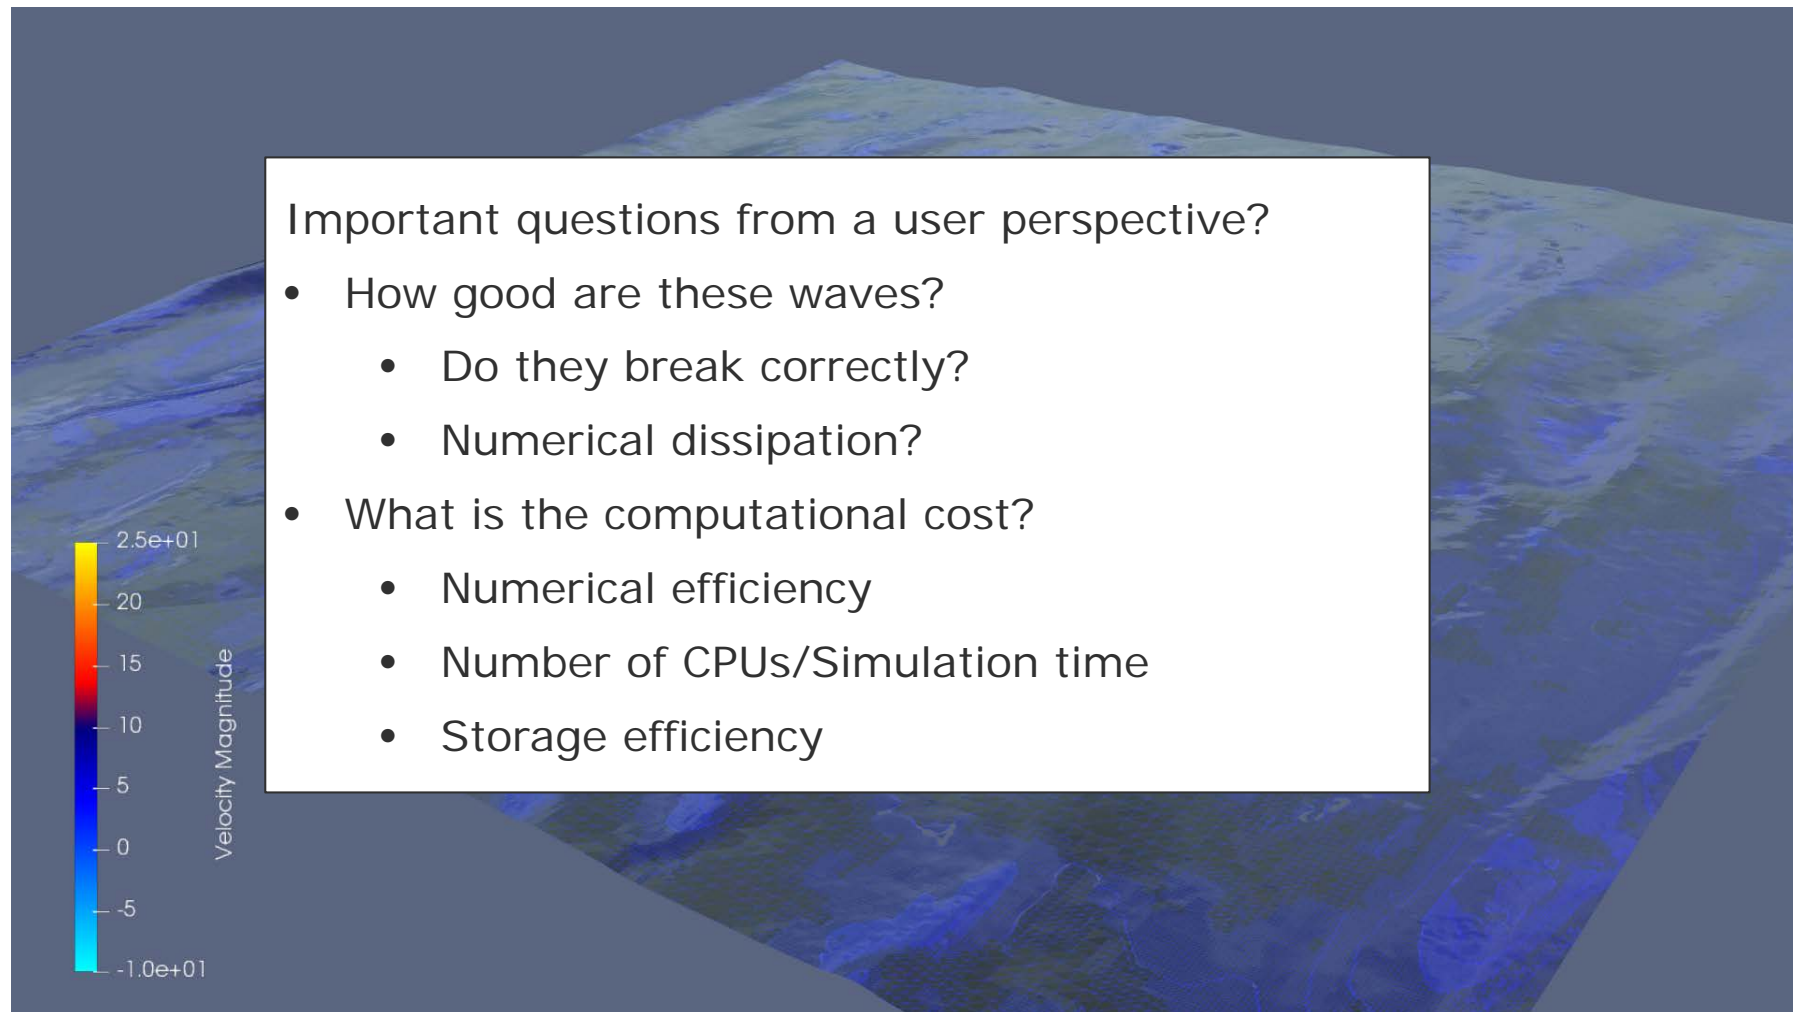 Important questions from a user perspective?
• How good are these waves?
• Do they break correctly?
• Numerical dissipation?
• What is the computational cost?
• Numerical efficiency
• Number of CPUs/Simulation time
• Storage efficiency
2.5e+01
20
15
10
5
0
-5
-1.0e+01
Velocity Magnitude